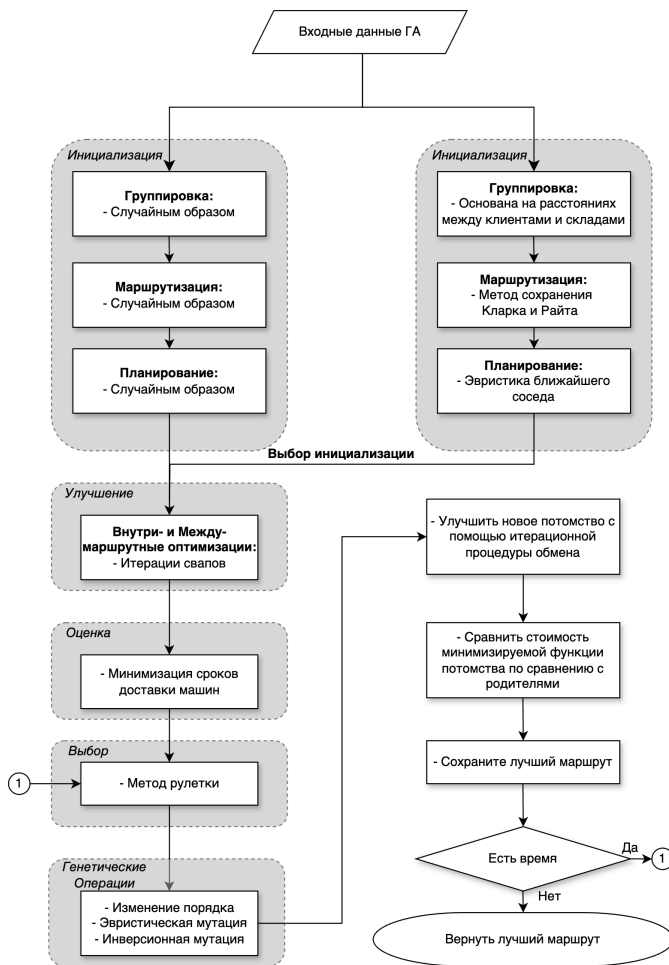 Входные данные ГА
Инициализация
Группировка:
- Случайным образом
Маршрутизация:
- Случайным образом
Планирование:
- Случайным образом
Инициализация
Группировка:
- Основана на расстояниях
между клиентами и складами
Маршрутизация:
- Метод сохранения
Кларка и Райта
Планирование:
- Эвристика ближайшего
соседа
Выбор инициализации
Улучшение
Внутри- и Между-
маршрутные оптимизации:
- Итерации свапов
Оценка
- Минимизация сроков
доставки машин
Выбор
1
- Метод рулетки
Генетические
Операции
- Изменение порядка
- Эвристическая мутация
- Инверсионная мутация
- Улучшить новое потомство с
помощью итерационной
процедуры обмена
- Сравнить стоимость
минимизируемой функции
потомства по сравнению с
родителями
- Сохраните лучший маршрут
Есть время
Да
1
Нет
Вернуть лучший маршрут